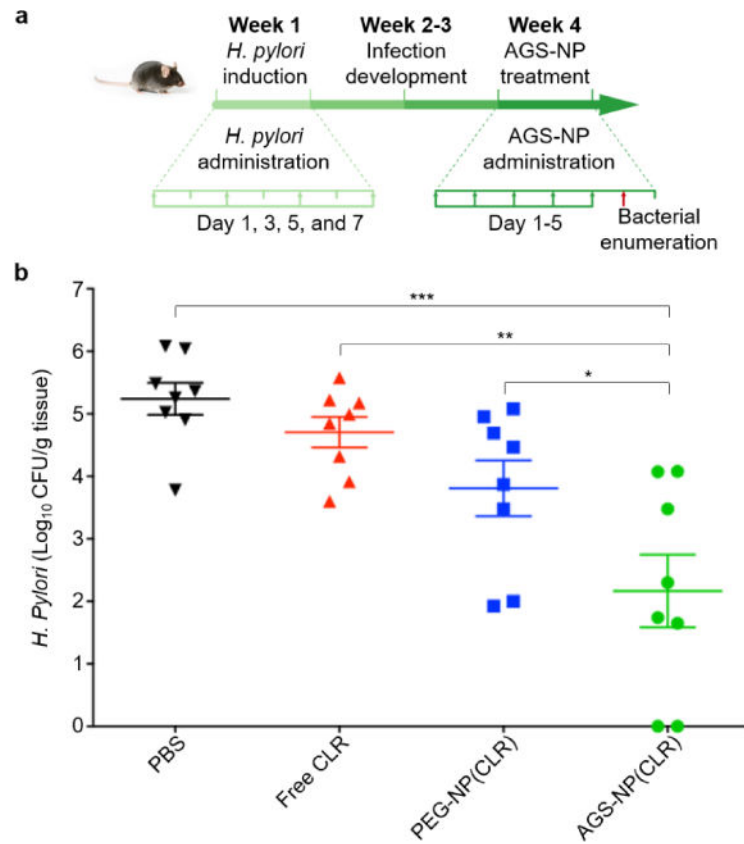 a
Week 1
H. pylori
induction
Week 2-3
Infection
development
Week 4
AGS-NP
treatment
H. pylori
administration
AGS-NP
administration
Day 1, 3, 5, and 7
Day 1-5
Bacterial
enumeration
b
H. Pylori (Log10 CFU/g tissue)
7
6
5
4
3
2
1
0
***
**
*
PBS
Free CLR
PEG-NP(CLR)
AGS-NP(CLR)